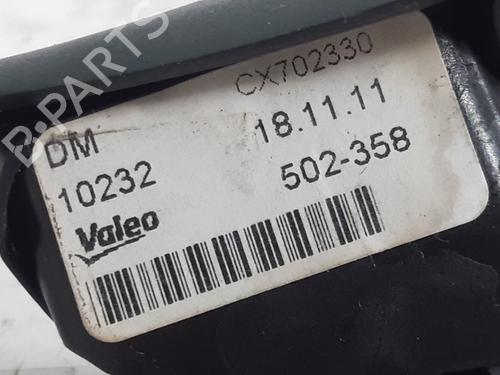 CX702330
DM
18.11.11
10232
502-358
Valeo
B-PARTS